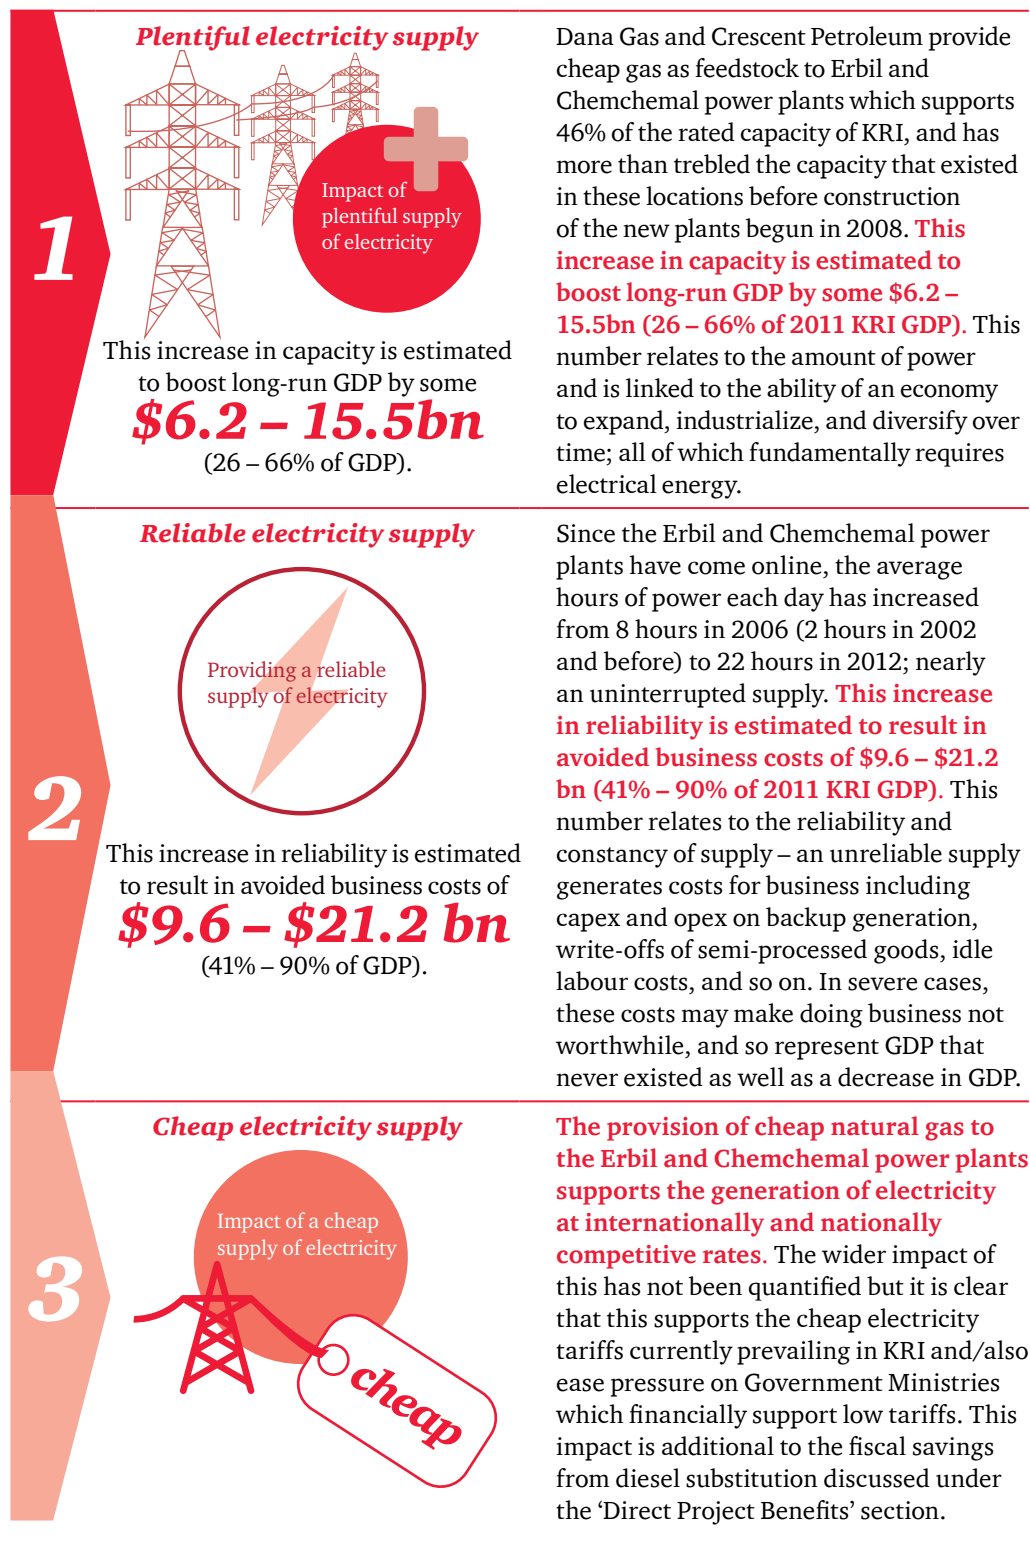 1
Plentiful electricity supply
Impact of
plentiful supply
of electricity
This increase in capacity is estimated
to boost long-run GDP by some
$6.2 – 15.5bn
(26 – 66% of GDP).
Dana Gas and Crescent Petroleum provide
cheap gas as feedstock to Erbil and
Chemchemal power plants which supports
46% of the rated capacity of KRI, and has
more than trebled the capacity that existed
in these locations before construction
of the new plants begun in 2008. This
increase in capacity is estimated to
boost long-run GDP by some $6.2 –
15.5bn (26 – 66% of 2011 KRI GDP). This
number relates to the amount of power
and is linked to the ability of an economy
to expand, industrialize, and diversify over
time; all of which fundamentally requires
electrical energy.
2
Reliable electricity supply
Providing a reliable
supply of electricity
This increase in reliability is estimated
to result in avoided business costs of
$9.6 – $21.2 bn
(41% – 90% of GDP).
Since the Erbil and Chemchemal power
plants have come online, the average
hours of power each day has increased
from 8 hours in 2006 (2 hours in 2002
and before) to 22 hours in 2012; nearly
an uninterrupted supply. This increase
in reliability is estimated to result in
avoided business costs of $9.6 – $21.2
bn (41% – 90% of 2011 KRI GDP). This
number relates to the reliability and
constancy of supply – an unreliable supply
generates costs for business including
capex and opex on backup generation,
write-offs of semi-processed goods, idle
labour costs, and so on. In severe cases,
these costs may make doing business not
worthwhile, and so represent GDP that
never existed as well as a decrease in GDP.
3
Cheap electricity supply
Impact of a cheap
supply of electricity
cheap
The provision of cheap natural gas to
the Erbil and Chemchemal power plants
supports the generation of electricity
at internationally and nationally
competitive rates. The wider impact of
this has not been quantified but it is clear
that this supports the cheap electricity
tariffs currently prevailing in KRI and/also
ease pressure on Government Ministries
which financially support low tariffs. This
impact is additional to the fiscal savings
from diesel substitution discussed under
the ‘Direct Project Benefits’ section.